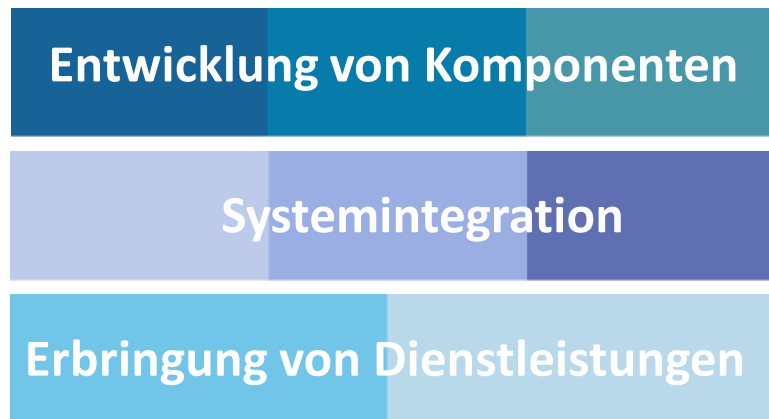 Entwicklung von Komponenten
Systemintegration
Erbringung von Dienstleistungen